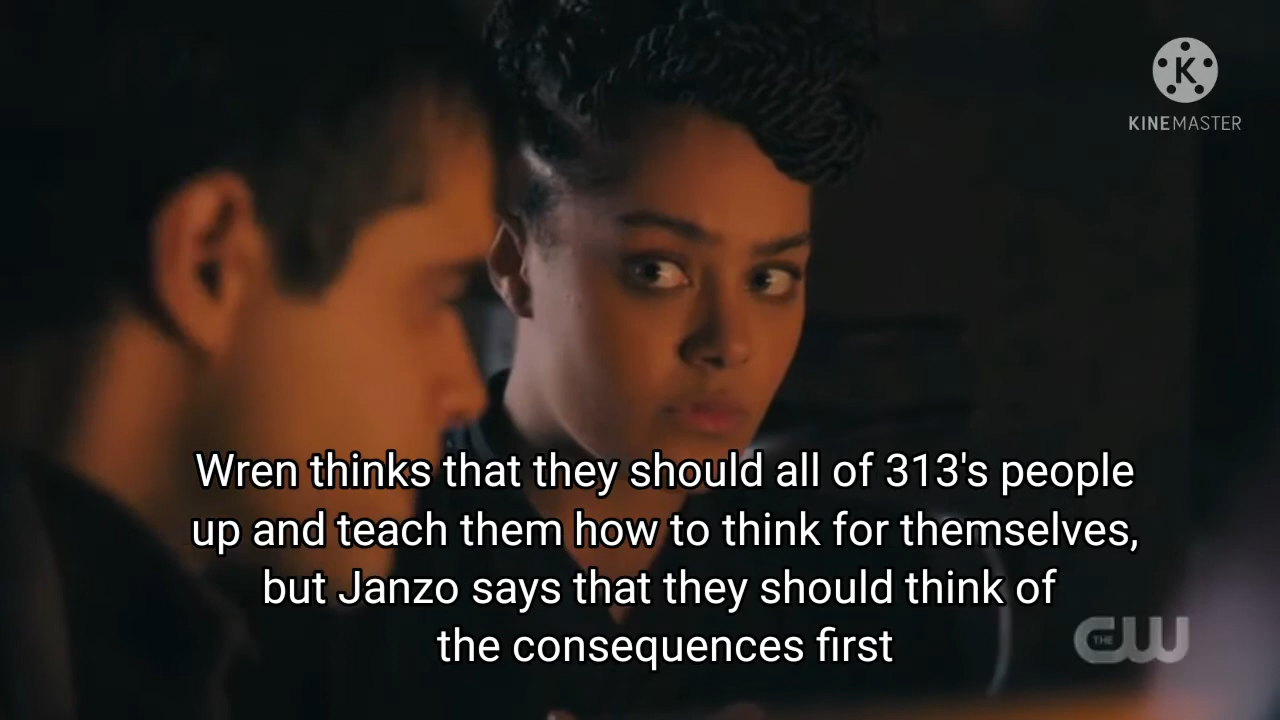 K
KINEMASTER
Wren thinks that they should all of 313's people
up and teach them how to think for themselves,
but Janzo says that they should think of
the consequences first
THE CW